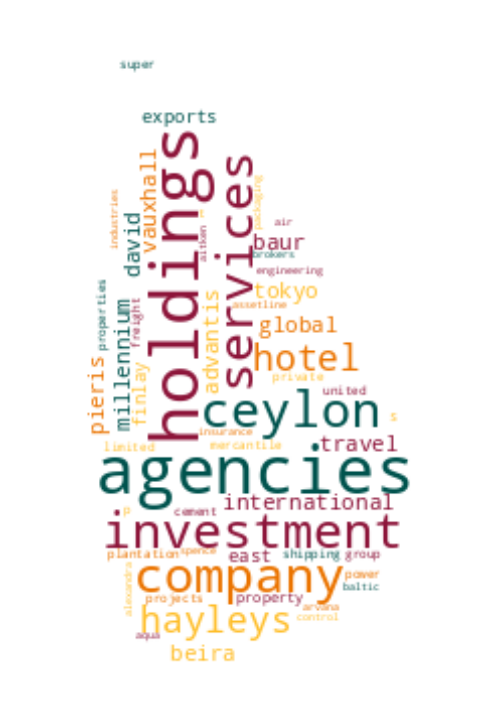 super
exports
holdings
services
vauxhall
david
industries
packaging
aitken
air
baur
brokers
engineering
properties
millennium
freight
advantis
tokyo
assetline
global
pieris
finlay
hotel
private
united
ceylon
s
insurance
limited
mercantile
travel
agencies
international
p
cement
investment
plantation
spence
east
shipping
group
company
power
baltic
alexandra
projects
property
arvana
hayleys
control
aqua
beira